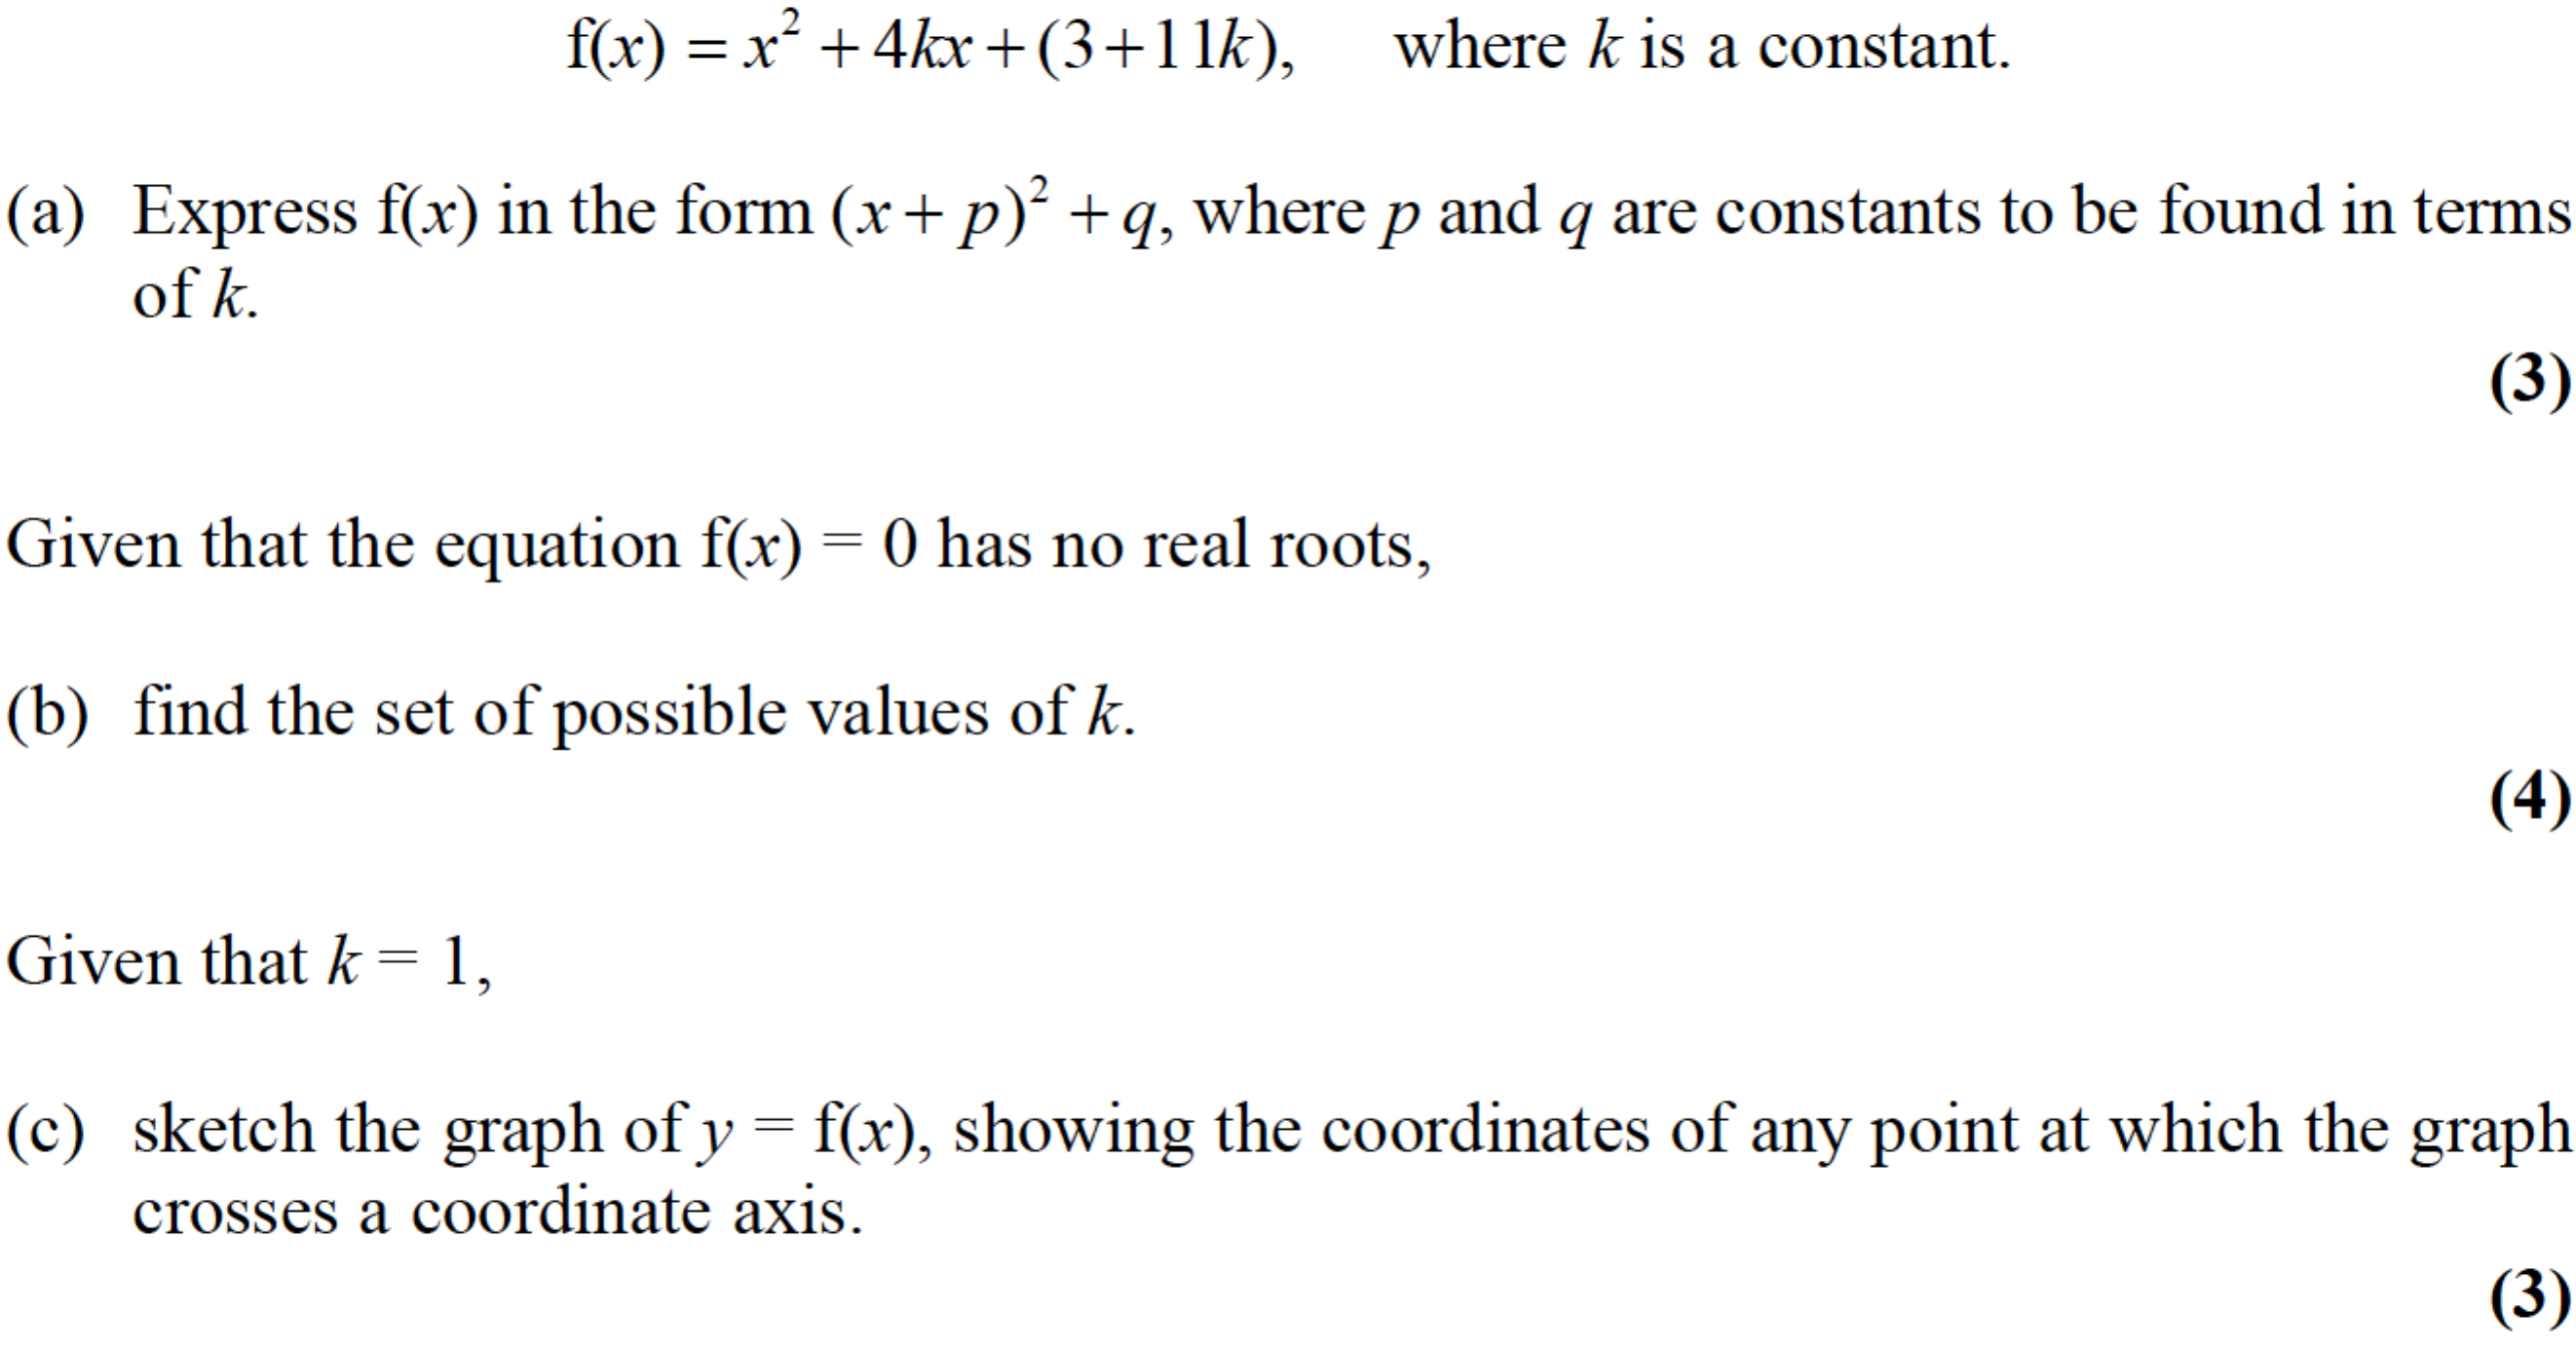 f(x) = x² + 4kx + (3 + 11k), where k is a constant.
(a) Express f(x) in the form (x + p)² + q, where p and q are constants to be found in terms
of k.
(3)
Given that the equation f(x) = 0 has no real roots,
(b) find the set of possible values of k.
(4)
Given that k = 1,
(c) sketch the graph of y = f(x), showing the coordinates of any point at which the graph
crosses a coordinate axis.
(3)